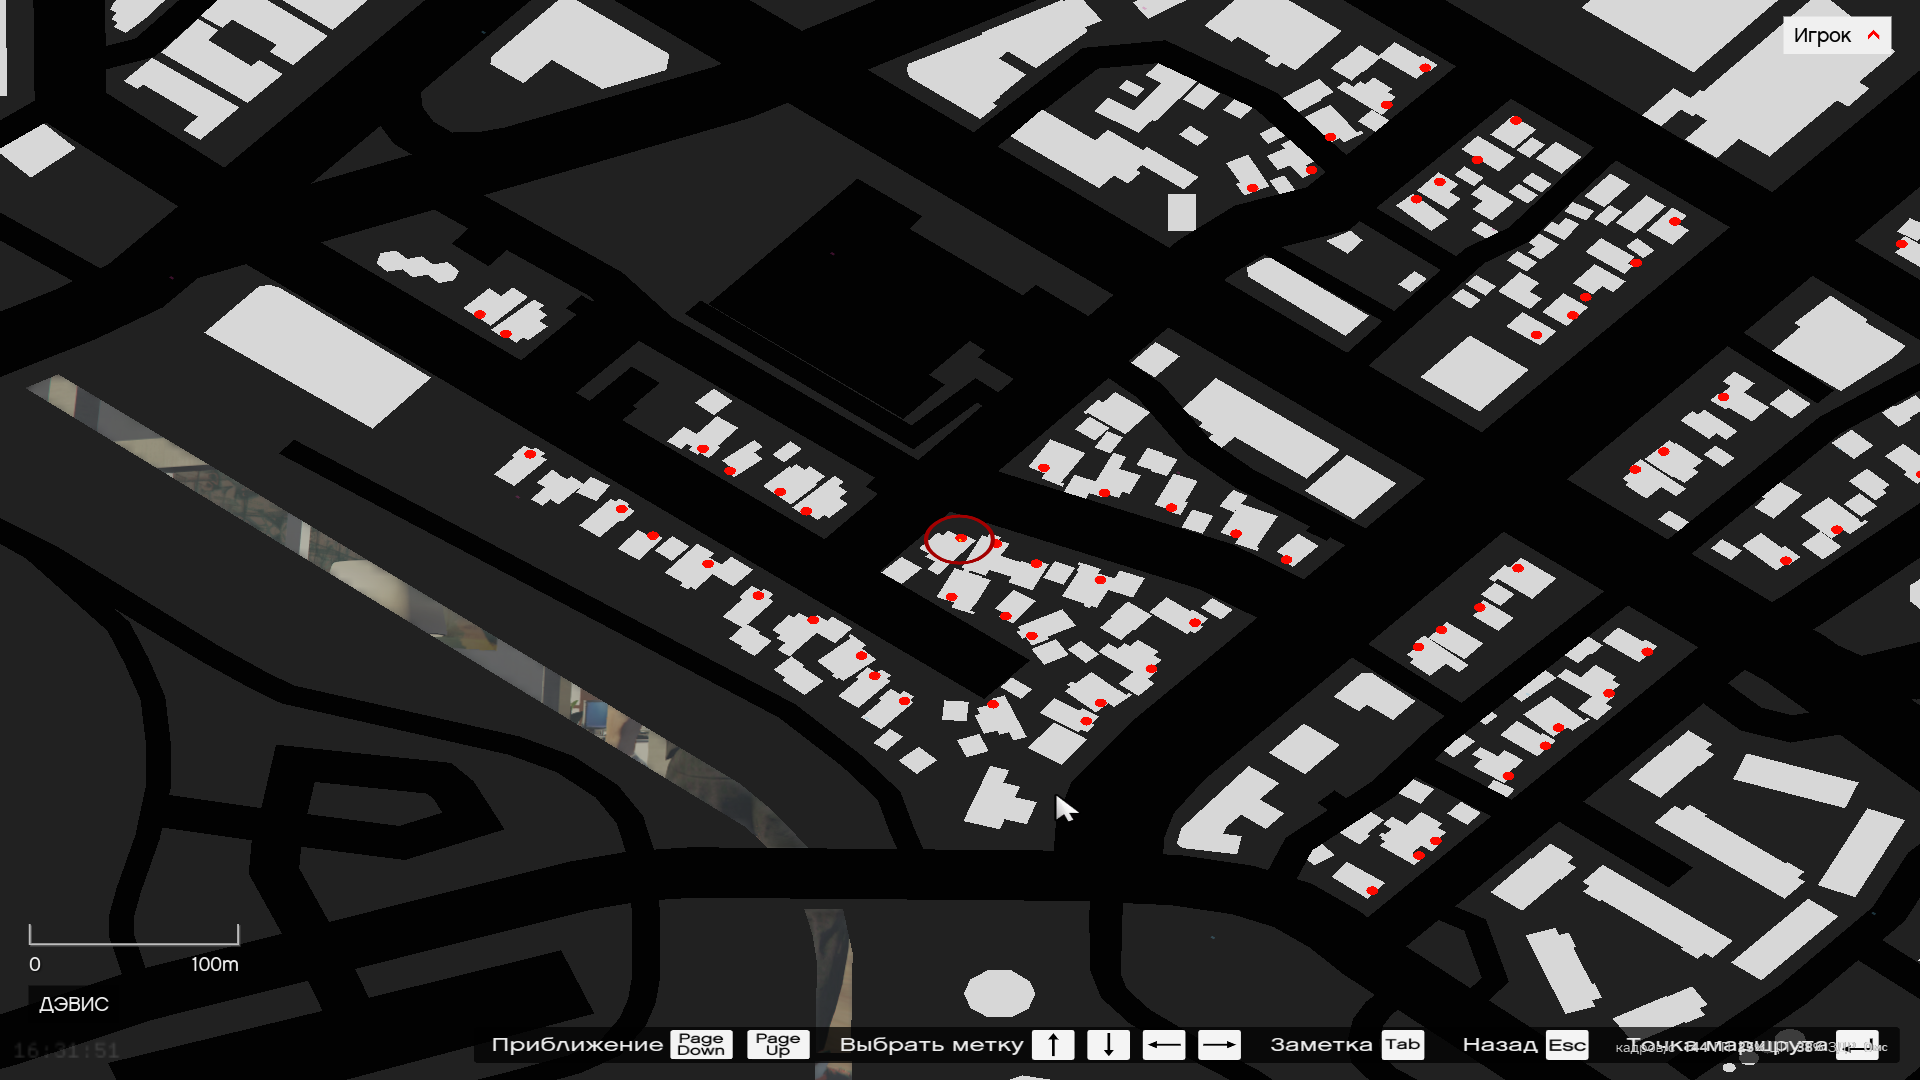 Игрок
0 100m
ДЭВИС
16:31:51
Приближение Page Down Page Up Выбрать метку ↑ ↓ ← → Заметка Tab Назад Esc Точка маршрута